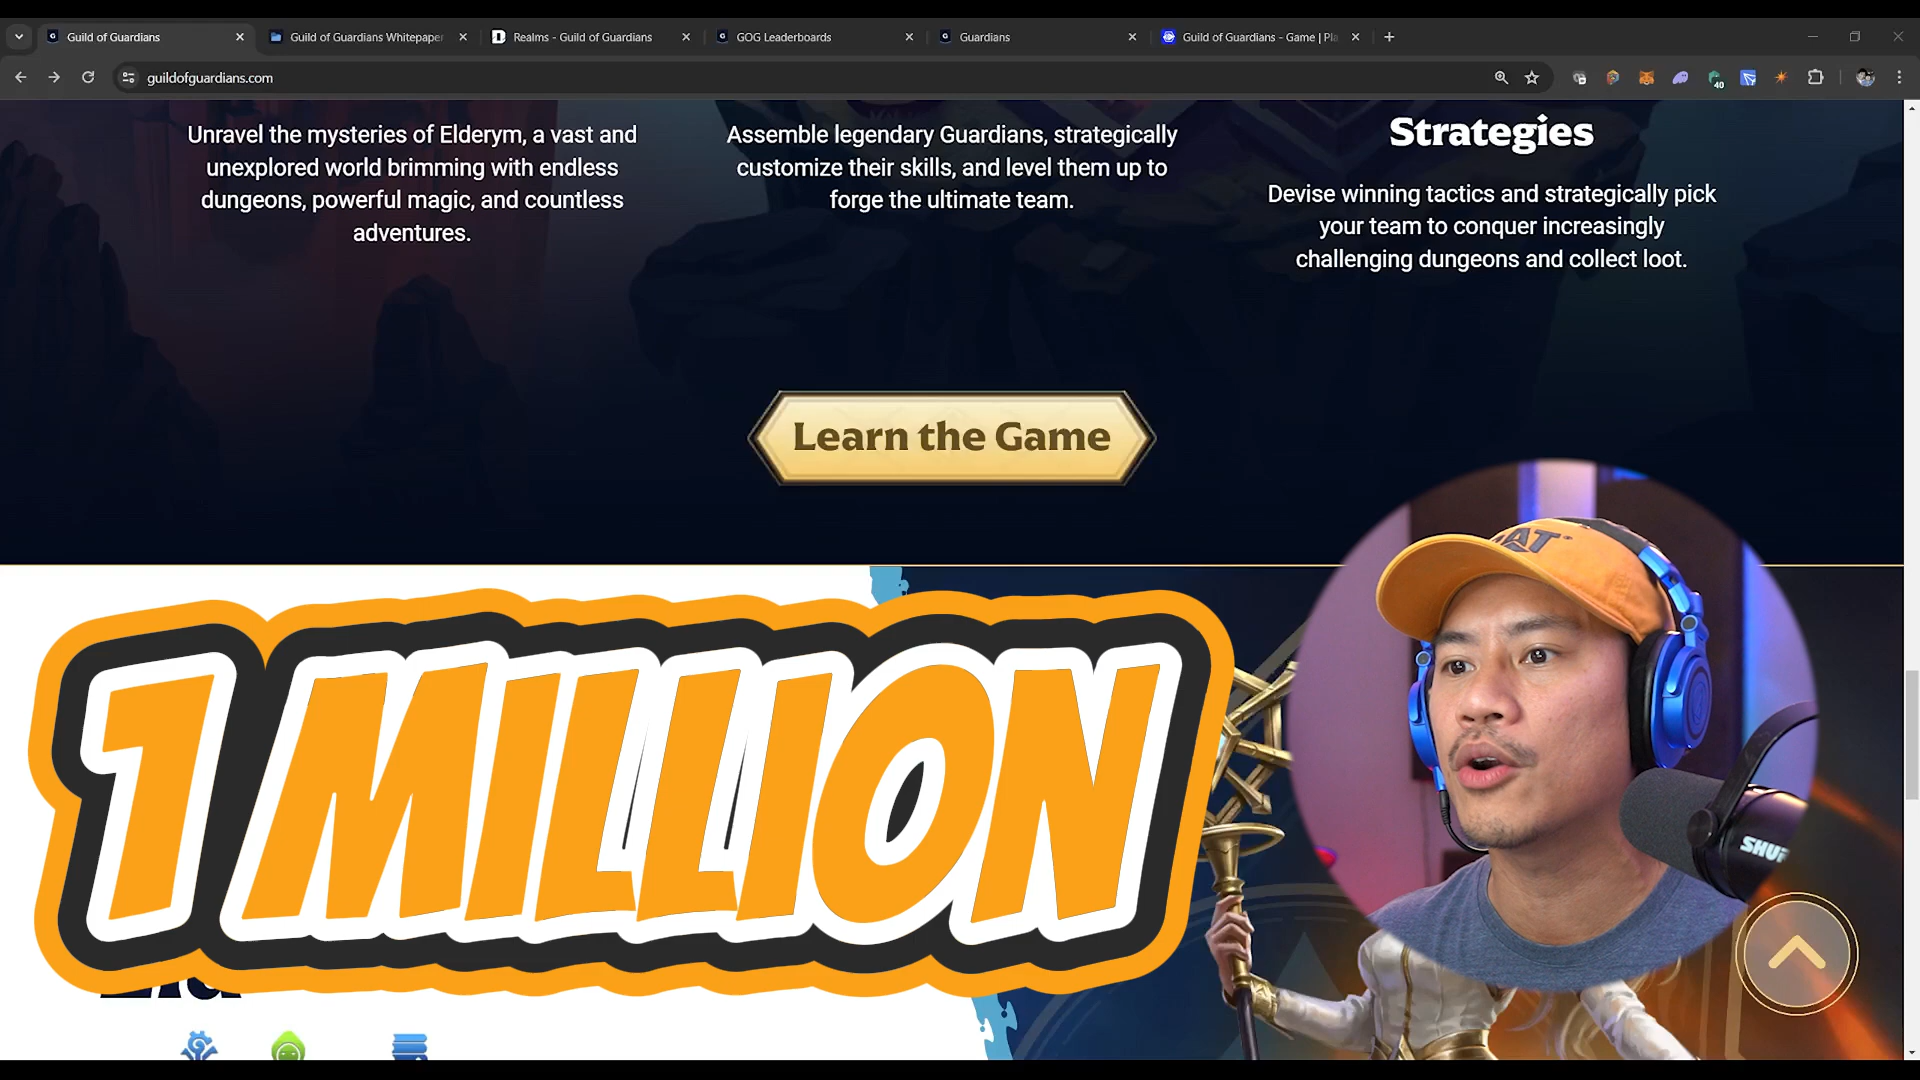 Guild of Guardians
Guild of Guardians Whitepaper
Realms - Guild of Guardians
GOG Leaderboards
Guardians
Guild of Guardians - Game | Pla
guildofguardians.com
40
Unravel the mysteries of Elderym, a vast and
unexplored world brimming with endless
dungeons, powerful magic, and countless
adventures.
Assemble legendary Guardians, strategically
customize their skills, and level them up to
forge the ultimate team.
Strategies
Devise winning tactics and strategically pick
your team to conquer increasingly
challenging dungeons and collect loot.
Learn the Game
1 MILLION
CAT
SHUR